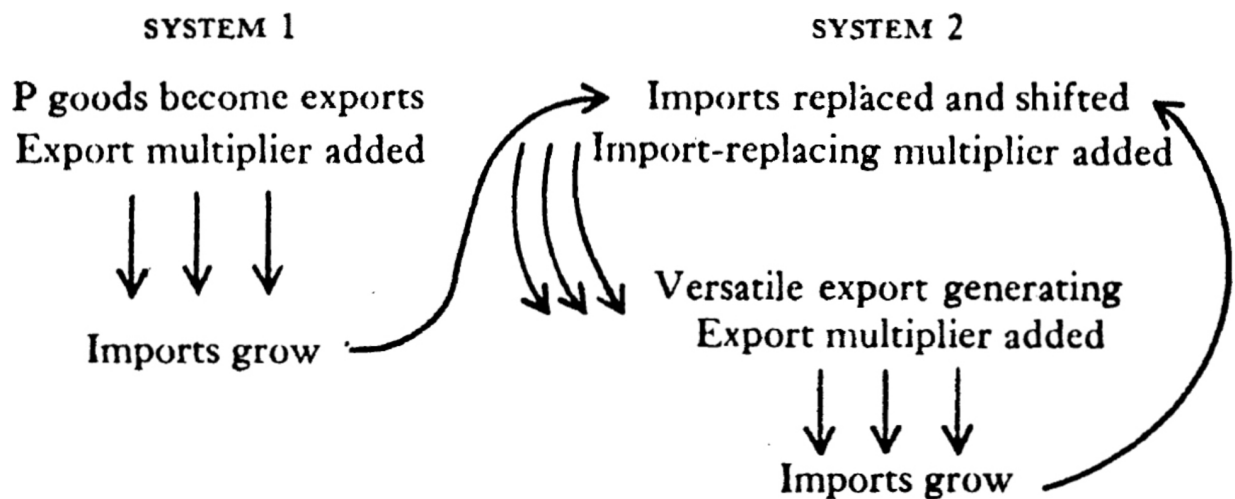 SYSTEM 1
P goods become exports
Export multiplier added
Imports grow
SYSTEM 2
Imports replaced and shifted
Import-replacing multiplier added
Versatile export generating
Export multiplier added
Imports grow